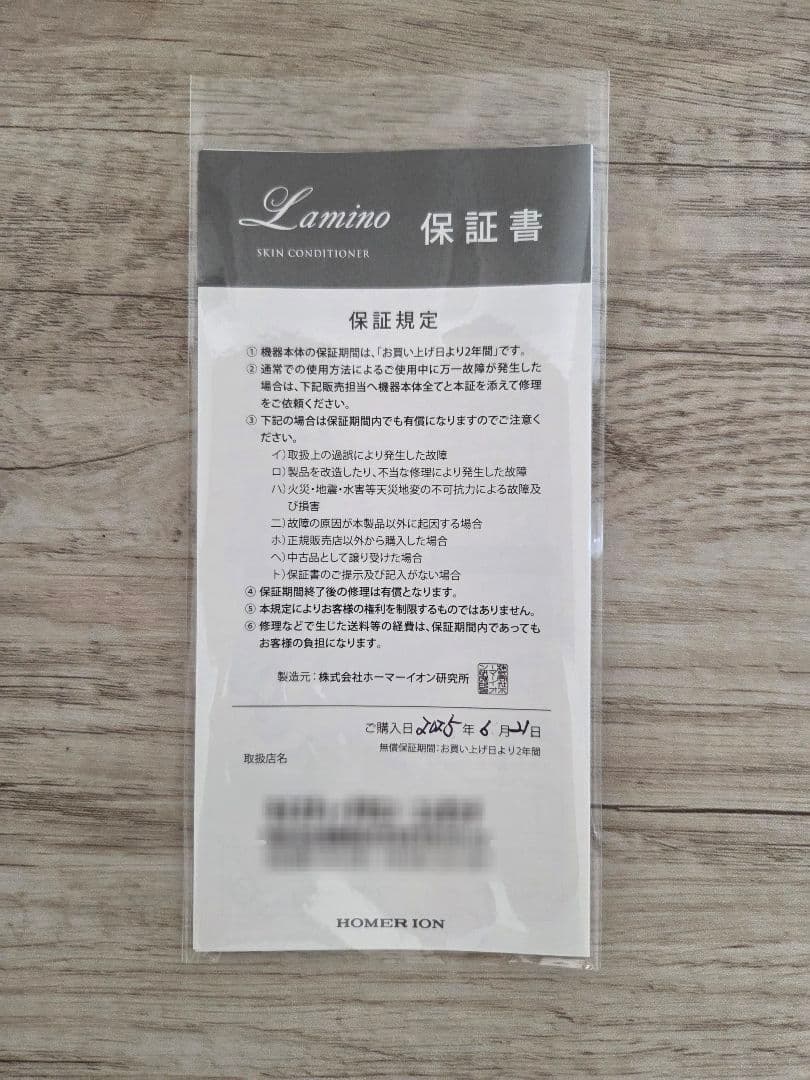 Lamino
SKIN CONDITIONER
保証書
保証規定
① 機器本体の保証期間は、「お買い上げ日より2年間」です。
② 通常での使用方法によるご使用中に万一故障が発生した
場合は、下記販売担当へ機器本体全てと本証を添えて修理
をご依頼ください。
③ 下記の場合は保証期間内でも有償になりますのでご注意く
ださい。
イ）取扱上の過誤により発生した故障
ロ）製品を改造したり、不当な修理により発生した故障
ハ）火災・地震・水害等天災地変の不可抗力による故障及
び損害
ニ）故障の原因が本製品以外に起因する場合
ホ）正規販売店以外から購入した場合
ヘ）中古品として譲り受けた場合
ト）保証書のご提示及び記入がない場合
④ 保証期間終了後の修理は有償となります。
⑤ 本規定によりお客様の権利を制限するものではありません。
⑥ 修理などで生じた送料等の経費は、保証期間内であっても
お客様の負担になります。
製造元：株式会社ホーマーイオン研究所
ご購入日 2025 年 6 月 21 日
無償保証期間：お買い上げ日より2年間
取扱店名
HOMER ION